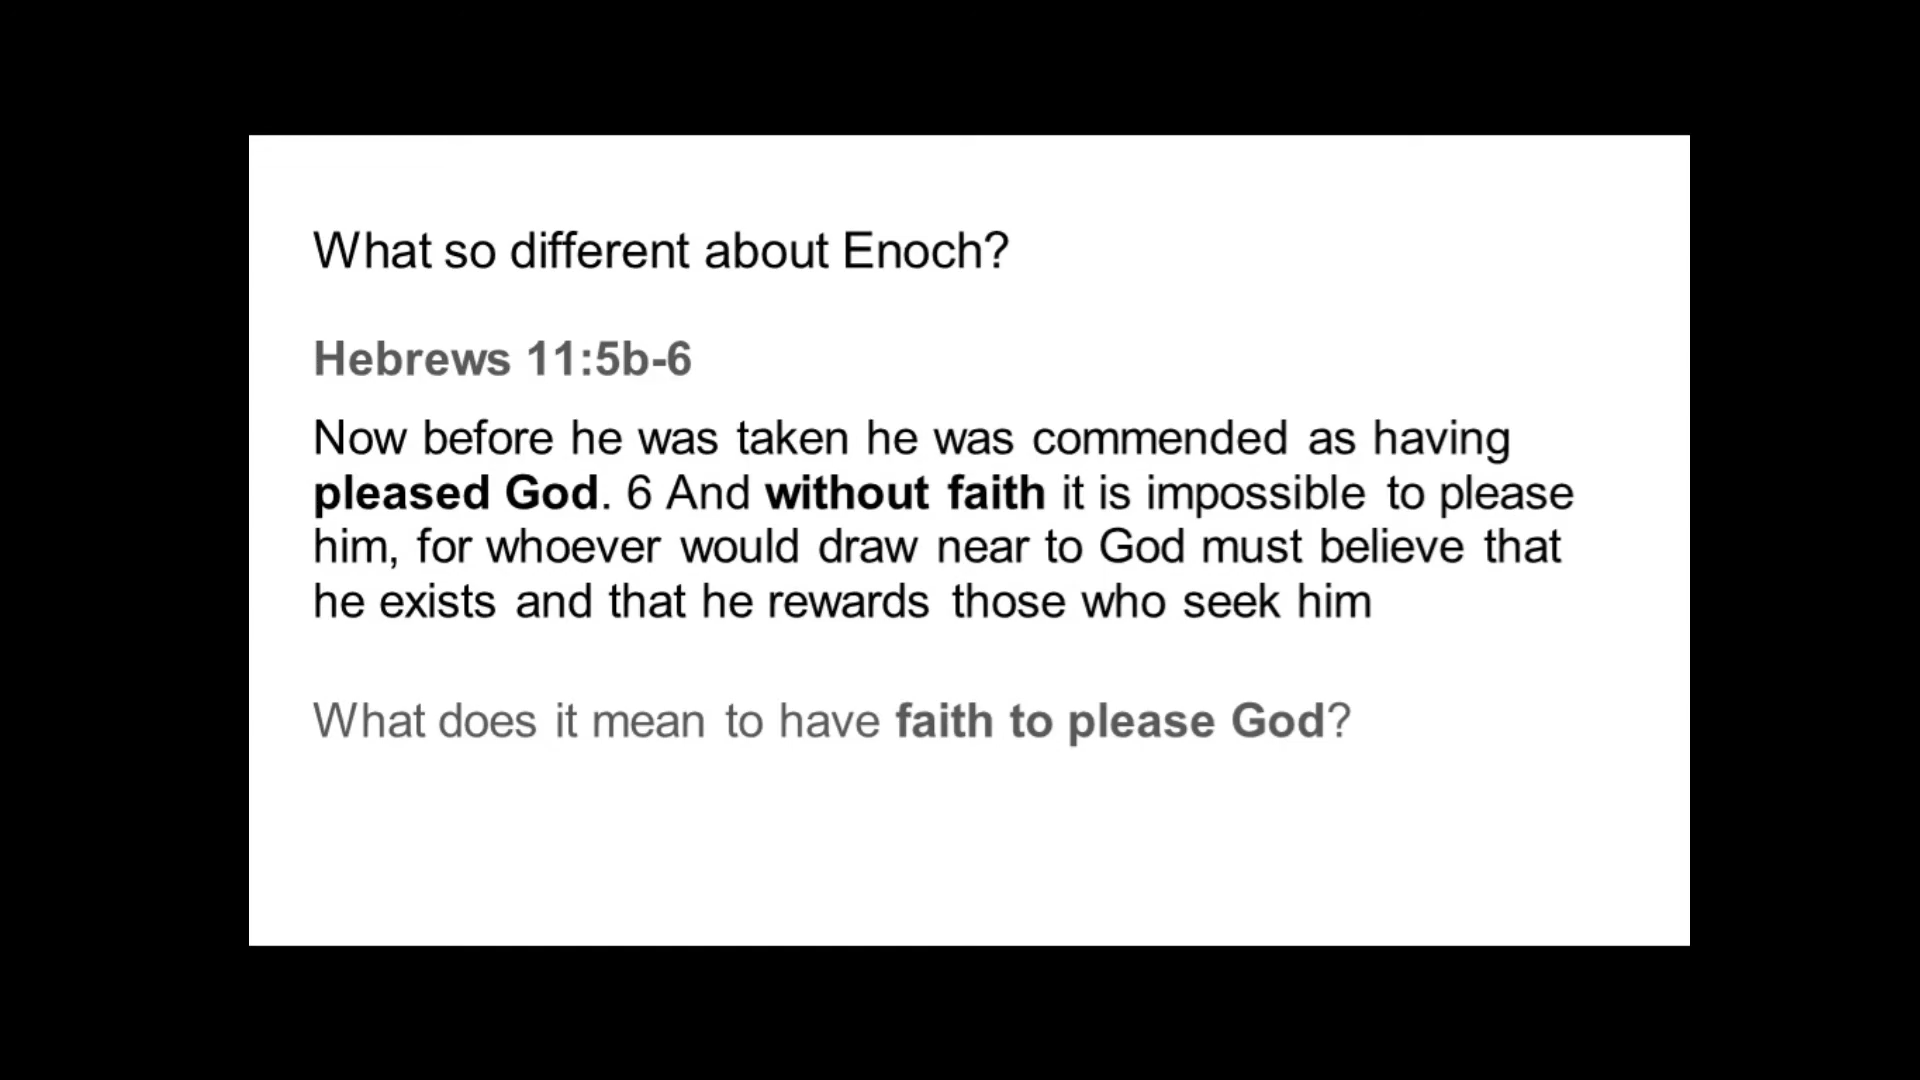 What so different about Enoch?
Hebrews 11:5b-6
Now before he was taken he was commended as having
pleased God. 6 And without faith it is impossible to please
him, for whoever would draw near to God must believe that
he exists and that he rewards those who seek him
What does it mean to have faith to please God?